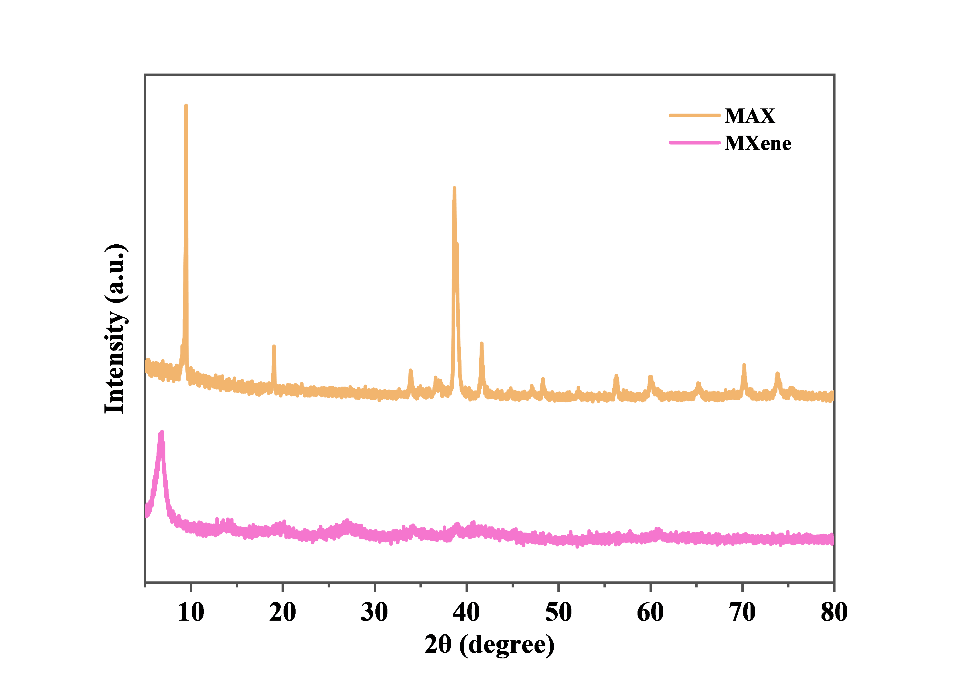 MAX
MXene
Intensity (a.u.)
10 20 30 40 50 60 70 80
2θ (degree)